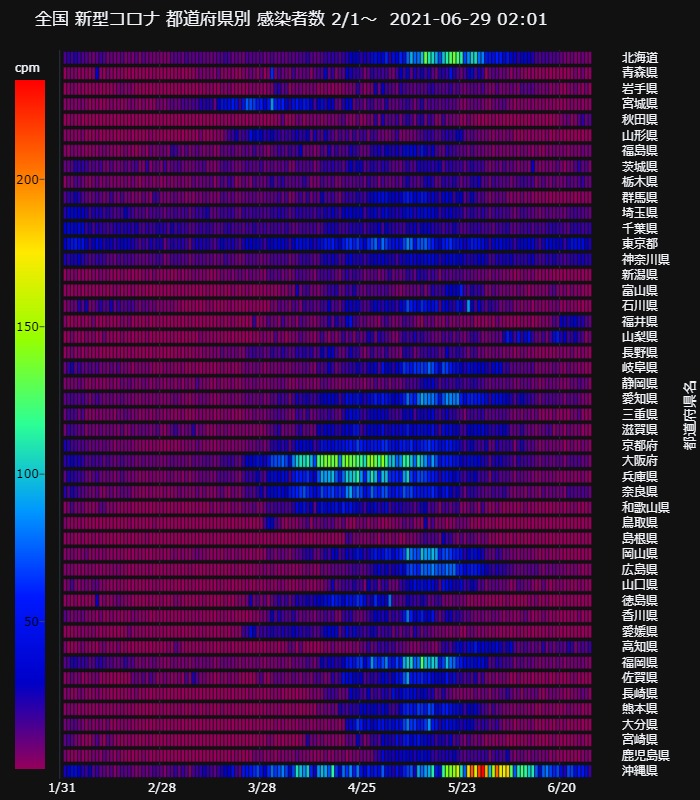 全国 新型コロナ 都道府県別 感染者数 2/1～ 2021-06-29 02:01
cpm
200
150
100
50
北海道
青森県
岩手県
宮城県
秋田県
山形県
福島県
茨城県
栃木県
群馬県
埼玉県
千葉県
東京都
神奈川県
新潟県
富山県
石川県
福井県
山梨県
長野県
岐阜県
静岡県
愛知県
三重県
滋賀県
京都府
大阪府
兵庫県
奈良県
和歌山県
鳥取県
島根県
岡山県
広島県
山口県
徳島県
香川県
愛媛県
高知県
福岡県
佐賀県
長崎県
熊本県
大分県
宮崎県
鹿児島県
沖縄県
都道府県名
1/31 2/28 3/28 4/25 5/23 6/20